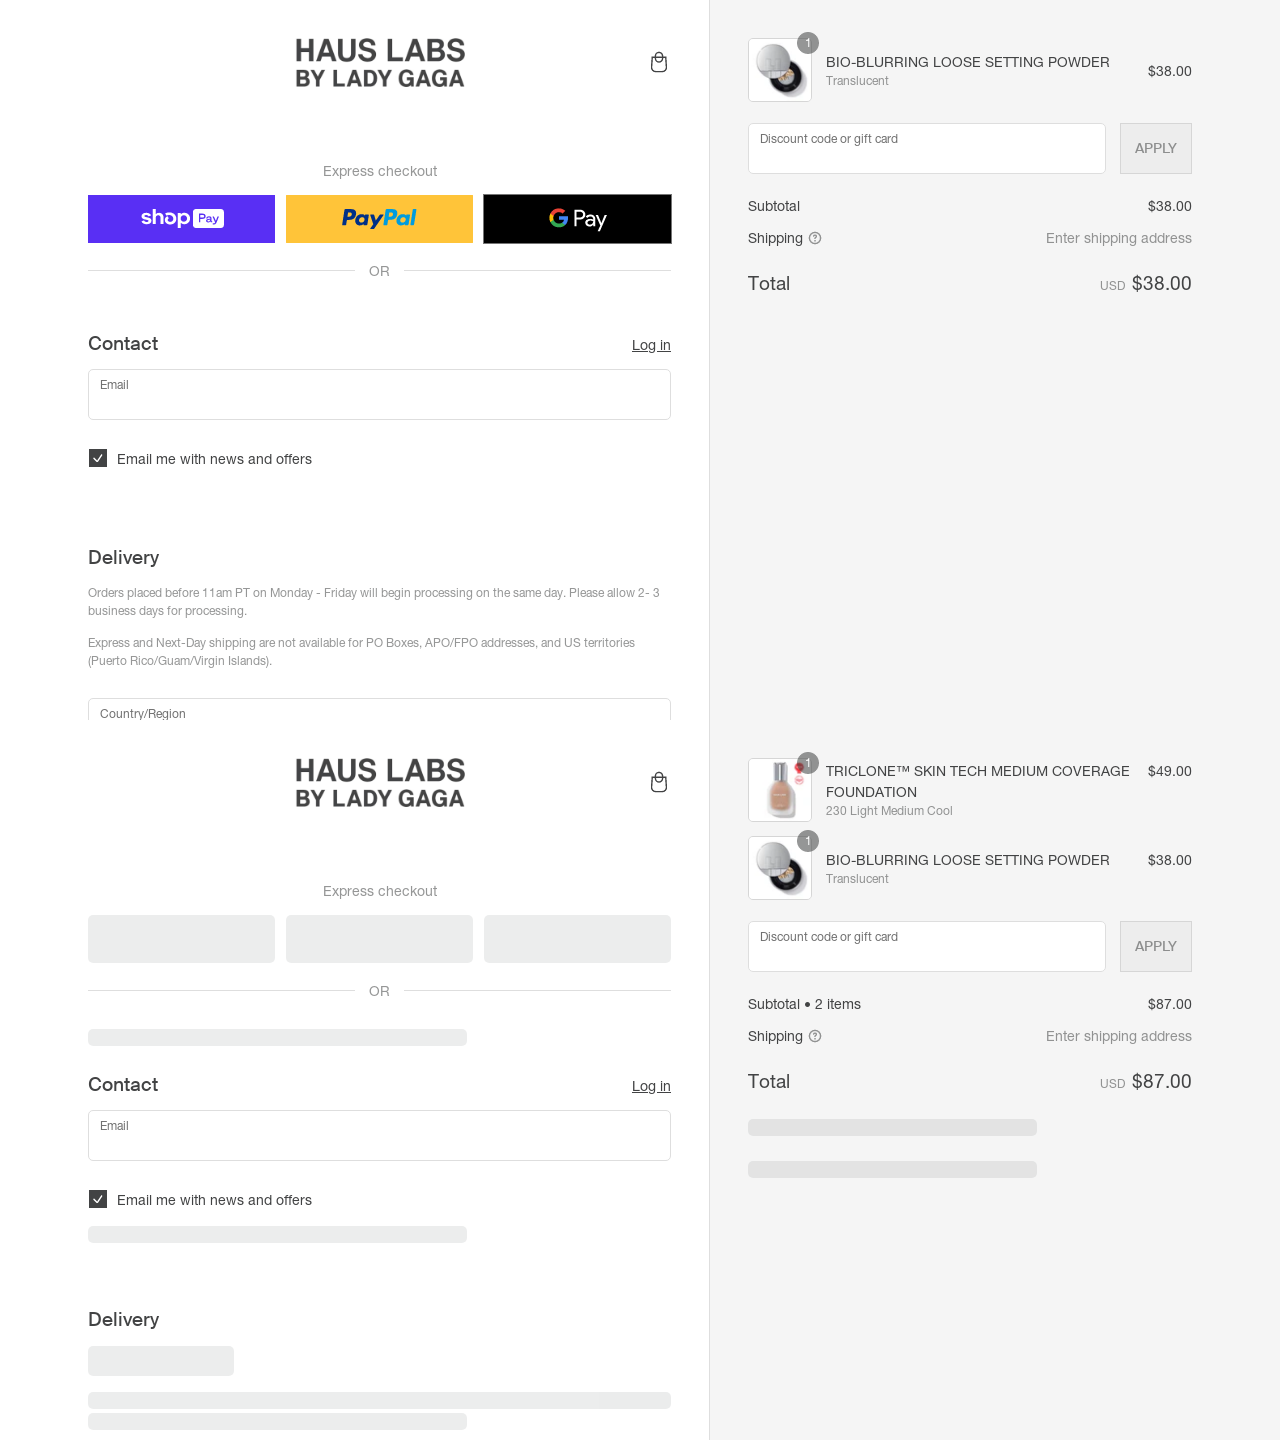 HAUS LABS
BY LADY GAGA
Express checkout
shop Pay
PayPal
G Pay
OR
Contact
Log in
Email
Email me with news and offers
Delivery
Orders placed before 11am PT on Monday - Friday will begin processing on the same day. Please allow 2- 3
business days for processing.
Express and Next-Day shipping are not available for PO Boxes, APO/FPO addresses, and US territories
(Puerto Rico/Guam/Virgin Islands).
Country/Region
1
BIO-BLURRING LOOSE SETTING POWDER
Translucent
$38.00
Discount code or gift card
APPLY
Subtotal
$38.00
Shipping
Enter shipping address
Total
USD $38.00
HAUS LABS
BY LADY GAGA
Express checkout
OR
Contact
Log in
Email
Email me with news and offers
Delivery
1
TRICLONE™ SKIN TECH MEDIUM COVERAGE
FOUNDATION
230 Light Medium Cool
$49.00
1
BIO-BLURRING LOOSE SETTING POWDER
Translucent
$38.00
Discount code or gift card
APPLY
Subtotal • 2 items
$87.00
Shipping
Enter shipping address
Total
USD $87.00